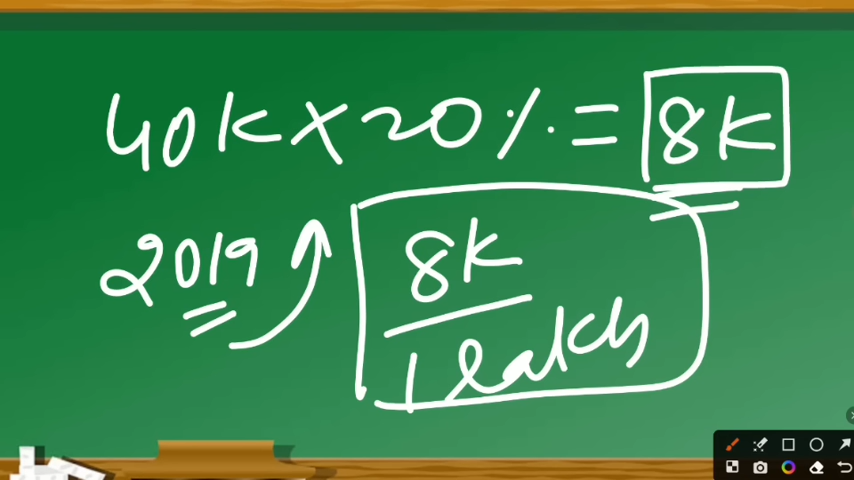 40k × 20% = 8k
2019
8k
1 lakh